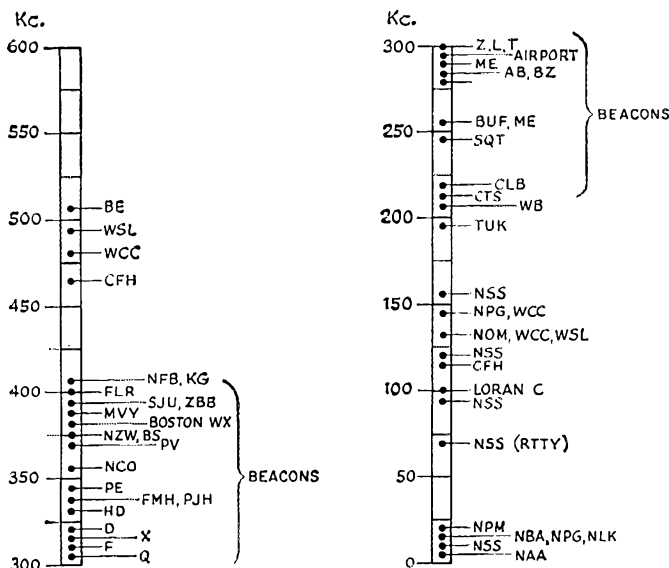 Kc.
600
550
500
450
400
350
300
BE
WSL
WCC
CFH
NFB, KG
FLR
SJU, ZBB
MVY
BOSTON WX
NZW, BS
PV
NCO
PE
FMH, PJH
HD
D
X
F
Q
BEACONS
Kc.
300
250
200
150
100
50
0
Z, L, T
AIRPORT
ME
AB, BZ
BUF, ME
SQT
CLB
CTS
WB
TUK
NSS
NPG, WCC
NOM, WCC, WSL
NSS
CFH
LORAN C
NSS
NSS (RTTY)
NPM
NBA, NPG, NLK
NSS
NAA
BEACONS